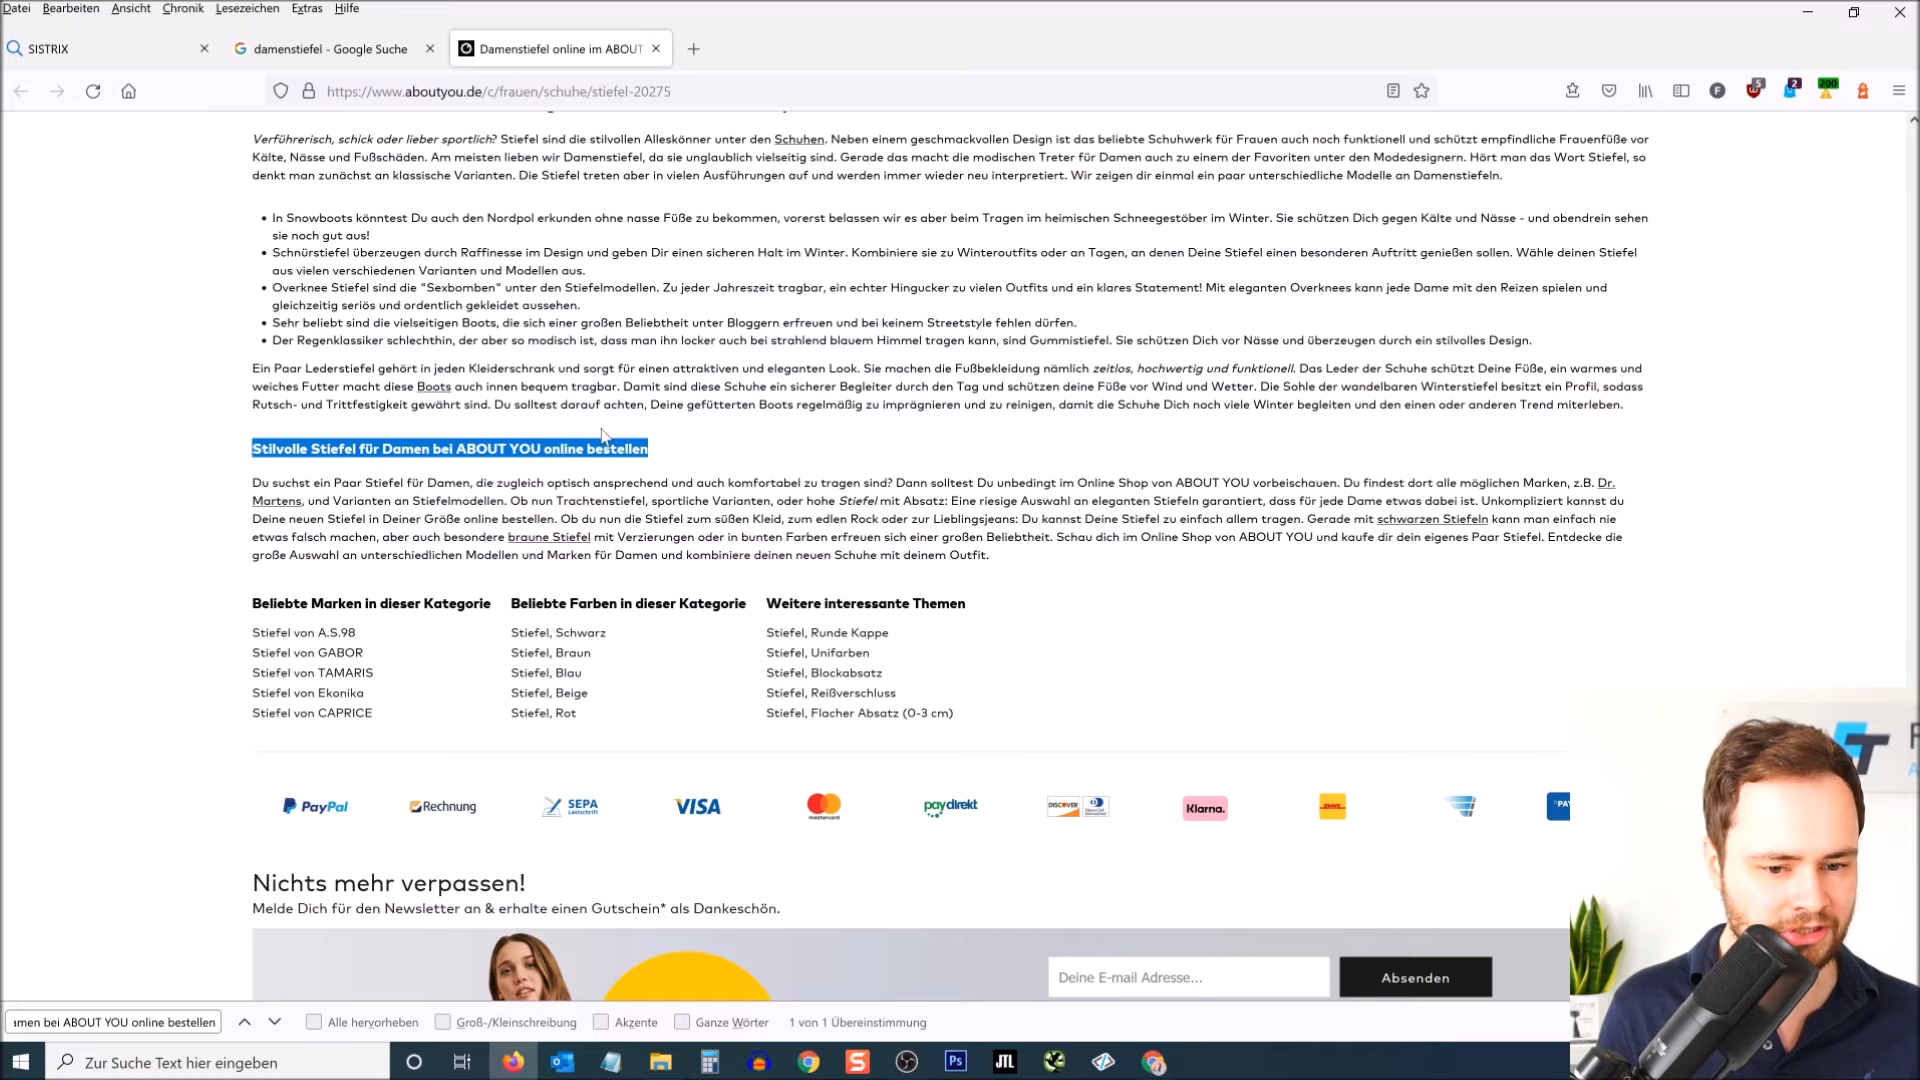 Datei Bearbeiten Ansicht Chronik Lesezeichen Extras Hilfe
SISTRIX
damenstiefel - Google Suche
Damenstiefel online im ABOUT
https://www.aboutyou.de/c/frauen/schuhe/stiefel-20275
5
2
200
Verführerisch, schick oder lieber sportlich? Stiefel sind die stilvollen Alleskönner unter den Schuhen. Neben einem geschmackvollen Design ist das beliebte Schuhwerk für Frauen auch noch funktionell und schützt empfindliche Frauenfüße vor
Kälte, Nässe und Fußschäden. Am meisten lieben wir Damenstiefel, da sie unglaublich vielseitig sind. Gerade das macht die modischen Treter für Damen auch zu einem der Favoriten unter den Modedesignern. Hört man das Wort Stiefel, so
denkt man zunächst an klassische Varianten. Die Stiefel treten aber in vielen Ausführungen auf und werden immer wieder neu interpretiert. Wir zeigen dir einmal ein paar unterschiedliche Modelle an Damenstiefeln.
• In Snowboots könntest Du auch den Nordpol erkunden ohne nasse Füße zu bekommen, vorerst belassen wir es aber beim Tragen im heimischen Schneegestöber im Winter. Sie schützen Dich gegen Kälte und Nässe - und obendrein sehen
sie noch gut aus!
• Schnürstiefel überzeugen durch Raffinesse im Design und geben Dir einen sicheren Halt im Winter. Kombiniere sie zu Winteroutfits oder an Tagen, an denen Deine Stiefel einen besonderen Auftritt genießen sollen. Wähle deinen Stiefel
aus vielen verschiedenen Varianten und Modellen aus.
• Overknee Stiefel sind die "Sexbomben" unter den Stiefelmodellen. Zu jeder Jahreszeit tragbar, ein echter Hingucker zu vielen Outfits und ein klares Statement! Mit eleganten Overknees kann jede Dame mit den Reizen spielen und
gleichzeitig seriös und ordentlich gekleidet aussehen.
• Sehr beliebt sind die vielseitigen Boots, die sich einer großen Beliebtheit unter Bloggern erfreuen und bei keinem Streetstyle fehlen dürfen.
• Der Regenklassiker schlechthin, der aber so modisch ist, dass man ihn locker auch bei strahlend blauem Himmel tragen kann, sind Gummistiefel. Sie schützen Dich vor Nässe und überzeugen durch ein stilvolles Design.
Ein Paar Lederstiefel gehört in jeden Kleiderschrank und sorgt für einen attraktiven und eleganten Look. Sie machen die Fußbekleidung nämlich zeitlos, hochwertig und funktionell. Das Leder der Schuhe schützt Deine Füße, ein warmes und
weiches Futter macht diese Boots auch innen bequem tragbar. Damit sind diese Schuhe ein sicherer Begleiter durch den Tag und schützen deine Füße vor Wind und Wetter. Die Sohle der wandelbaren Winterstiefel besitzt ein Profil, sodass
Rutsch- und Trittfestigkeit gewährt sind. Du solltest darauf achten, Deine gefütterten Boots regelmäßig zu imprägnieren und zu reinigen, damit die Schuhe Dich noch viele Winter begleiten und den einen oder anderen Trend miterleben.
Stilvolle Stiefel für Damen bei ABOUT YOU online bestellen
Du suchst ein Paar Stiefel für Damen, die zugleich optisch ansprechend und auch komfortabel zu tragen sind? Dann solltest Du unbedingt im Online Shop von ABOUT YOU vorbeischauen. Du findest dort alle möglichen Marken, z.B. Dr.
Martens, und Varianten an Stiefelmodellen. Ob nun Trachtenstiefel, sportliche Varianten, oder hohe Stiefel mit Absatz: Eine riesige Auswahl an eleganten Stiefeln garantiert, dass für jede Dame etwas dabei ist. Unkompliziert kannst du
Deine neuen Stiefel in Deiner Größe online bestellen. Ob du nun die Stiefel zum süßen Kleid, zum edlen Rock oder zur Lieblingsjeans: Du kannst Deine Stiefel zu einfach allem tragen. Gerade mit schwarzen Stiefeln kann man einfach nie
etwas falsch machen, aber auch besondere braune Stiefel mit Verzierungen oder in bunten Farben erfreuen sich einer großen Beliebtheit. Schau dich im Online Shop von ABOUT YOU und kaufe dir dein eigenes Paar Stiefel. Entdecke die
große Auswahl an unterschiedlichen Modellen und Marken für Damen und kombiniere deinen neuen Schuhe mit deinem Outfit.
Beliebte Marken in dieser Kategorie
Stiefel von A.S.98
Stiefel von GABOR
Stiefel von TAMARIS
Stiefel von Ekonika
Stiefel von CAPRICE
Beliebte Farben in dieser Kategorie
Stiefel, Schwarz
Stiefel, Braun
Stiefel, Blau
Stiefel, Beige
Stiefel, Rot
Weitere interessante Themen
Stiefel, Runde Kappe
Stiefel, Unifarben
Stiefel, Blockabsatz
Stiefel, Reißverschluss
Stiefel, Flacher Absatz (0-3 cm)
PayPal
Rechnung
SEPA
Lastschrift
VISA
mastercard
paydirekt
DISCOVER
Klarna.
DHL
Nichts mehr verpassen!
Melde Dich für den Newsletter an & erhalte einen Gutschein* als Dankeschön.
Deine E-mail Adresse...
Absenden
amen bei ABOUT YOU online bestellen
Alle hervorheben
Groß-/Kleinschreibung
Akzente
Ganze Wörter
1 von 1 Übereinstimmung
Zur Suche Text hier eingeben
S
Ps
JTL